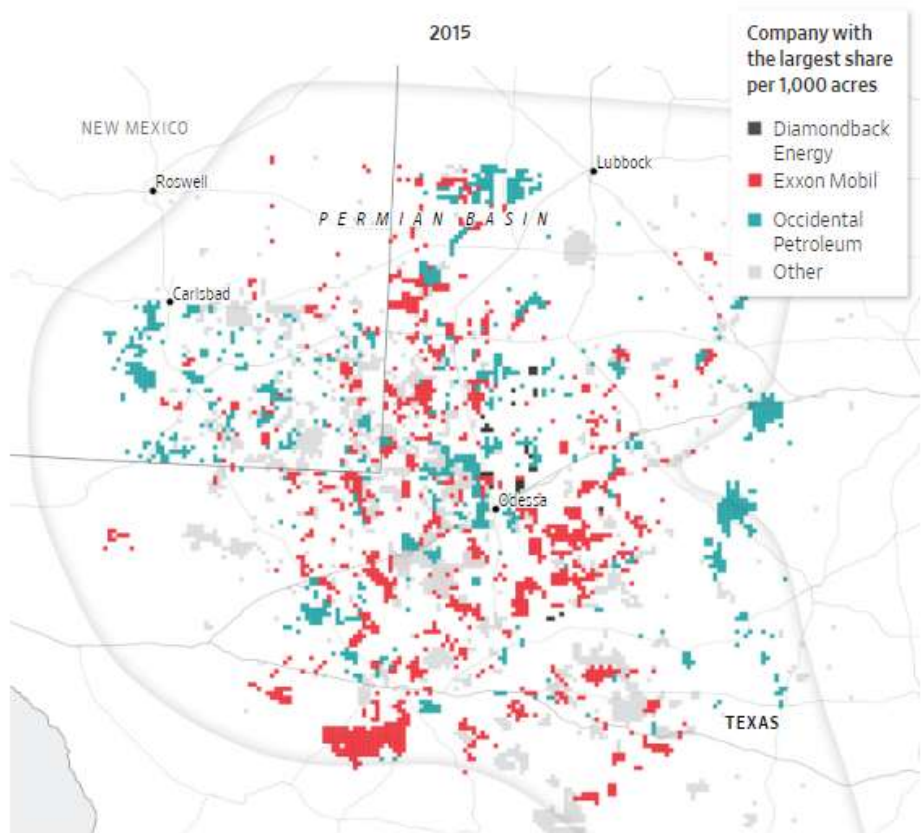 2015
Company with
the largest share
per 1,000 acres
Diamondback
Energy
Exxon Mobil
Occidental
Petroleum
Other
NEW MEXICO
Lubbock
Roswell
PERMIAN BASIN
Carlsbad
Odessa
TEXAS